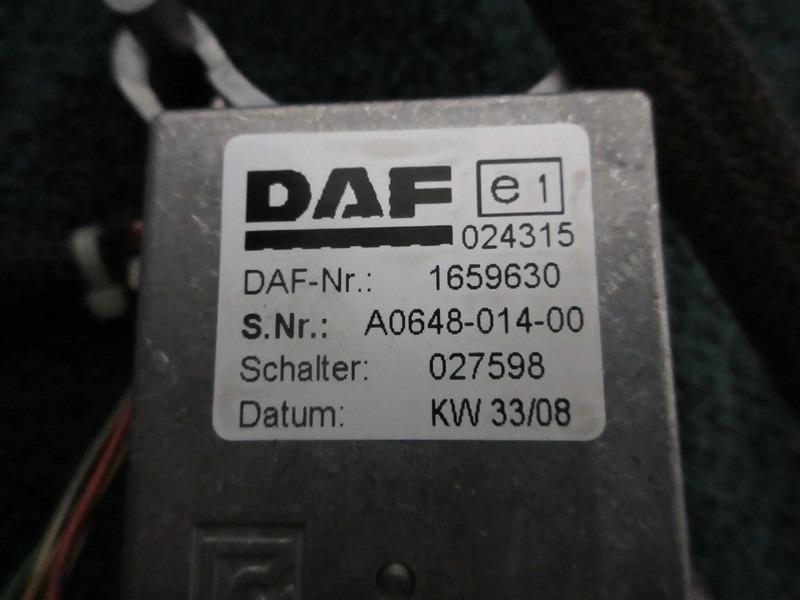 DAF e1
024315
DAF-Nr.: 1659630
S.Nr.: A0648-014-00
Schalter: 027598
Datum: KW 33/08